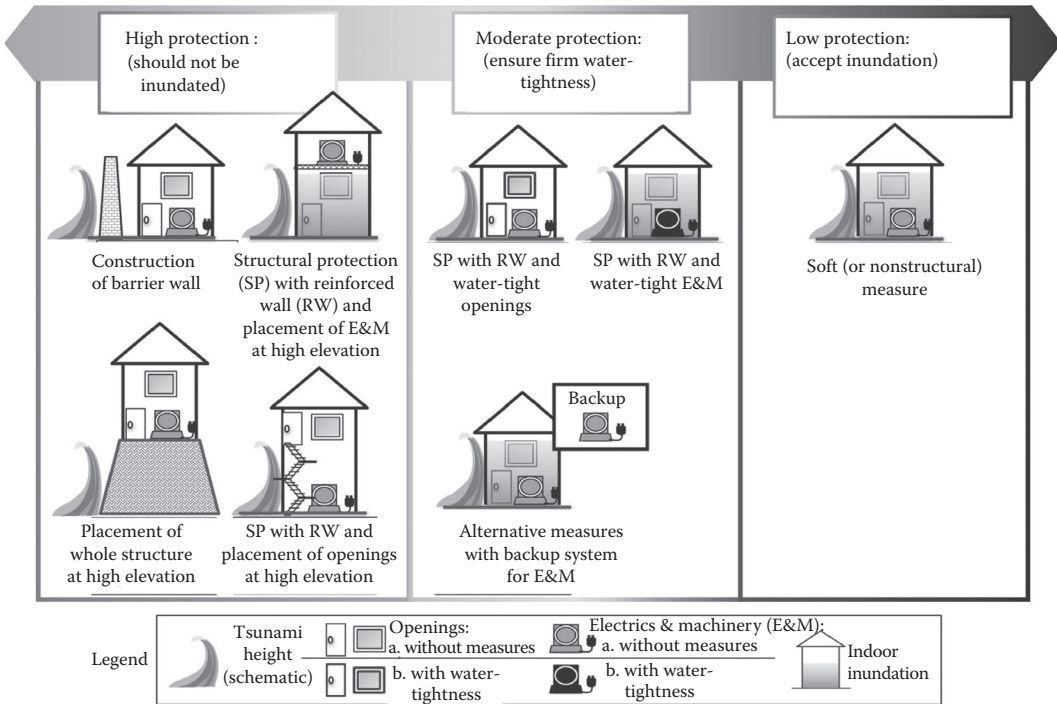 High protection :
(should not be
inundated)
Moderate protection:
(ensure firm water-
tightness)
Low protection:
(accept inundation)
Construction
of barrier wall
Structural protection
(SP) with reinforced
wall (RW) and
placement of E&M
at high elevation
SP with RW and
water-tight
openings
SP with RW and
water-tight E&M
Soft (or nonstructural)
measure
Placement of
whole structure
at high elevation
SP with RW and
placement of openings
at high elevation
Backup
Alternative measures
with backup system
for E&M
Legend
Tsunami
height
(schematic)
Openings:
a. without measures
b. with water-
tightness
Electrics & machinery (E&M):
a. without measures
b. with water-
tightness
Indoor
inundation